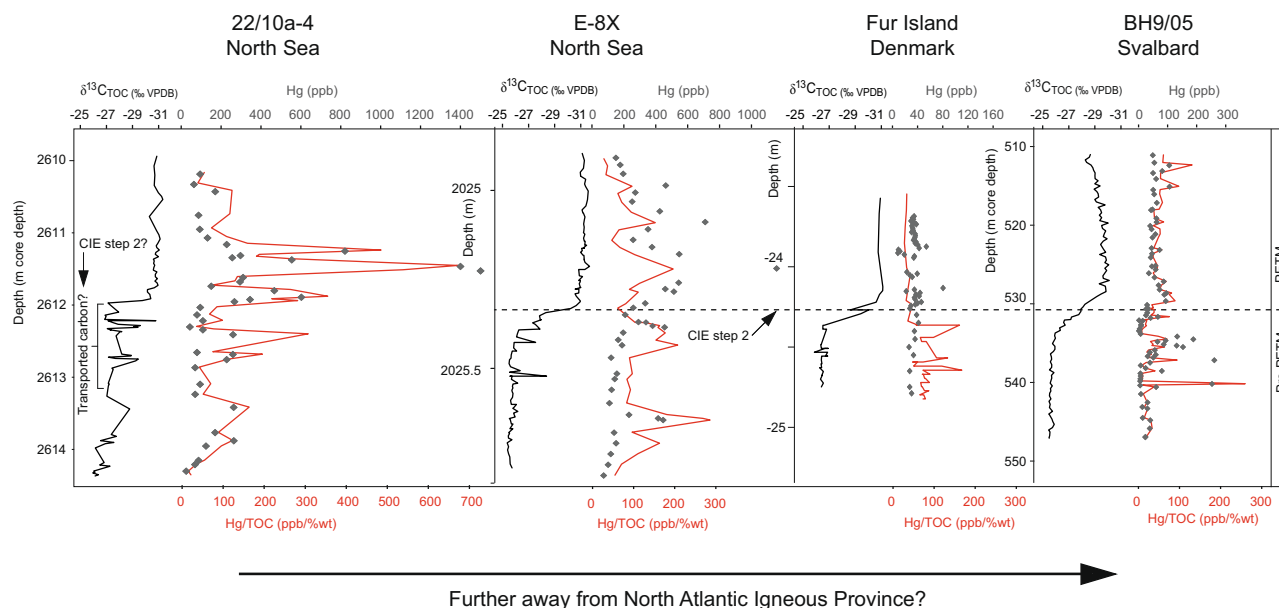 22/10a-4
North Sea
E-8X
North Sea
Fur Island
Denmark
BH9/05
Svalbard
δ13CTOC (‰ VPDB) Hg (ppb)
-25 -27 -29 -31 0 200 400 600 800 1000 1200 1400
δ13CTOC (‰ VPDB) Hg (ppb)
-25 -27 -29 -31 0 200 400 600 800 1000
δ13CTOC (‰ VPDB) Hg (ppb)
-25 -27 -29 -31 0 40 80 120 160
δ13CTOC (‰ VPDB) Hg (ppb)
-25 -27 -29 -31 0 100 200 300
Depth (m core depth)
2610
2611
2612
2613
2614
CIE step 2?
Transported carbon?
Depth (m)
2025
2025.5
CIE step 2
Depth (m)
-24
-25
Depth (m core depth)
510
520
530
540
550
PETM
0 100 200 300 400 500 600 700
Hg/TOC (ppb/%wt)
0 100 200 300
Hg/TOC (ppb/%wt)
0 100 200 300
Hg/TOC (ppb/%wt)
0 100 200 300
Hg/TOC (ppb/%wt)
Further away from North Atlantic Igneous Province?